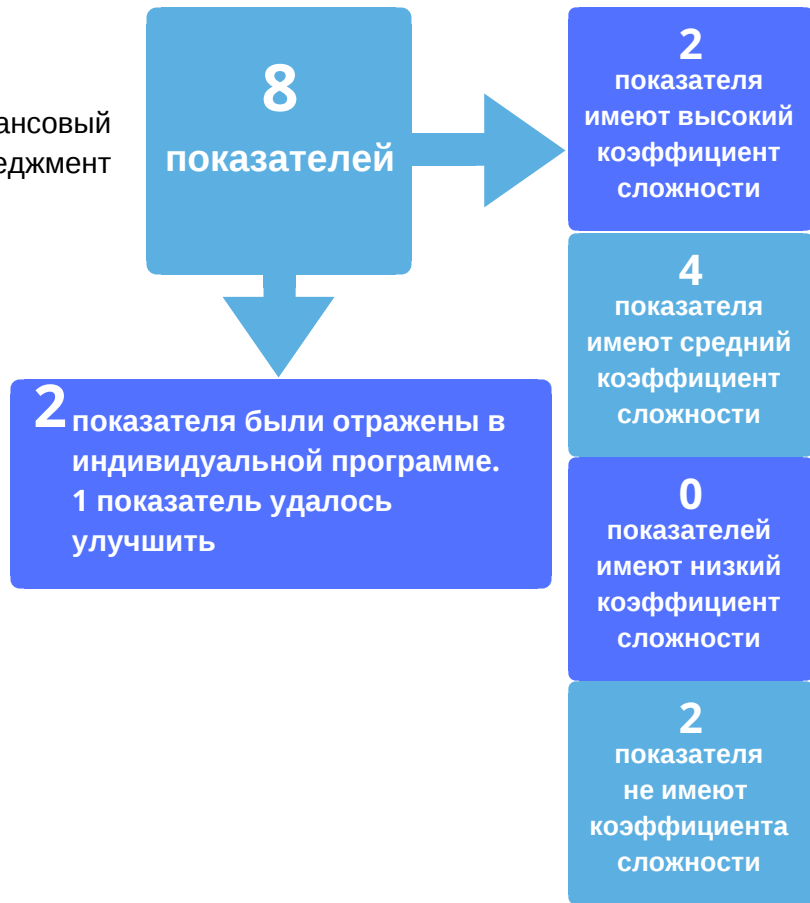 ансовый
еджмент
8
показателей
2
показателя
имеют высокий
коэффициент
сложности
4
показателя
имеют средний
коэффициент
сложности
2 показателя были отражены в
индивидуальной программе.
1 показатель удалось
улучшить
0
показателей
имеют низкий
коэффициент
сложности
2
показателя
не имеют
коэффициента
сложности